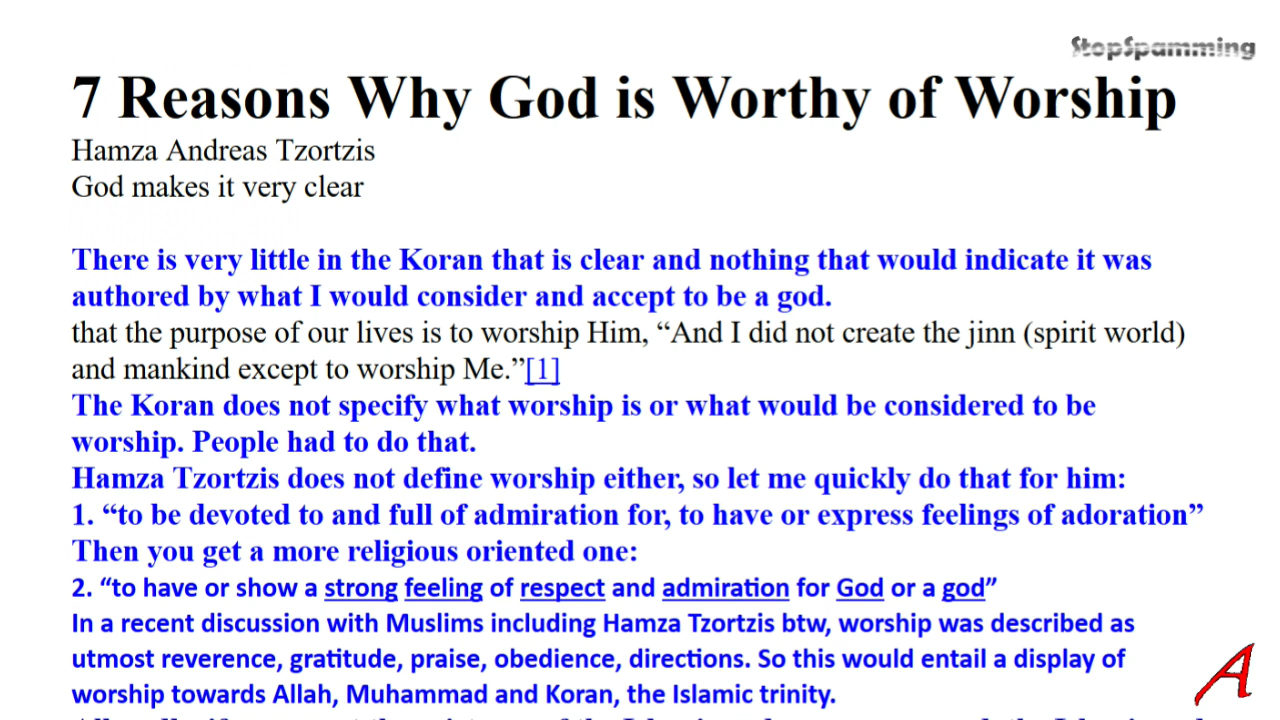 StopSpamming
7 Reasons Why God is Worthy of Worship
Hamza Andreas Tzortzis
God makes it very clear
There is very little in the Koran that is clear and nothing that would indicate it was
authored by what I would consider and accept to be a god.
that the purpose of our lives is to worship Him, “And I did not create the jinn (spirit world)
and mankind except to worship Me.”[1]
The Koran does not specify what worship is or what would be considered to be
worship. People had to do that.
Hamza Tzortzis does not define worship either, so let me quickly do that for him:
1. “to be devoted to and full of admiration for, to have or express feelings of adoration”
Then you get a more religious oriented one:
2. “to have or show a strong feeling of respect and admiration for God or a god”
In a recent discussion with Muslims including Hamza Tzortzis btw, worship was described as
utmost reverence, gratitude, praise, obedience, directions. So this would entail a display of
worship towards Allah, Muhammad and Koran, the Islamic trinity.
A